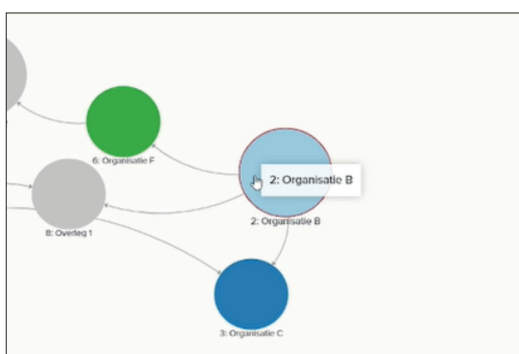 6: Organisatie F
2: Organisatie B
2: Organisatie B
8: Overleg 1
3: Organisatie C